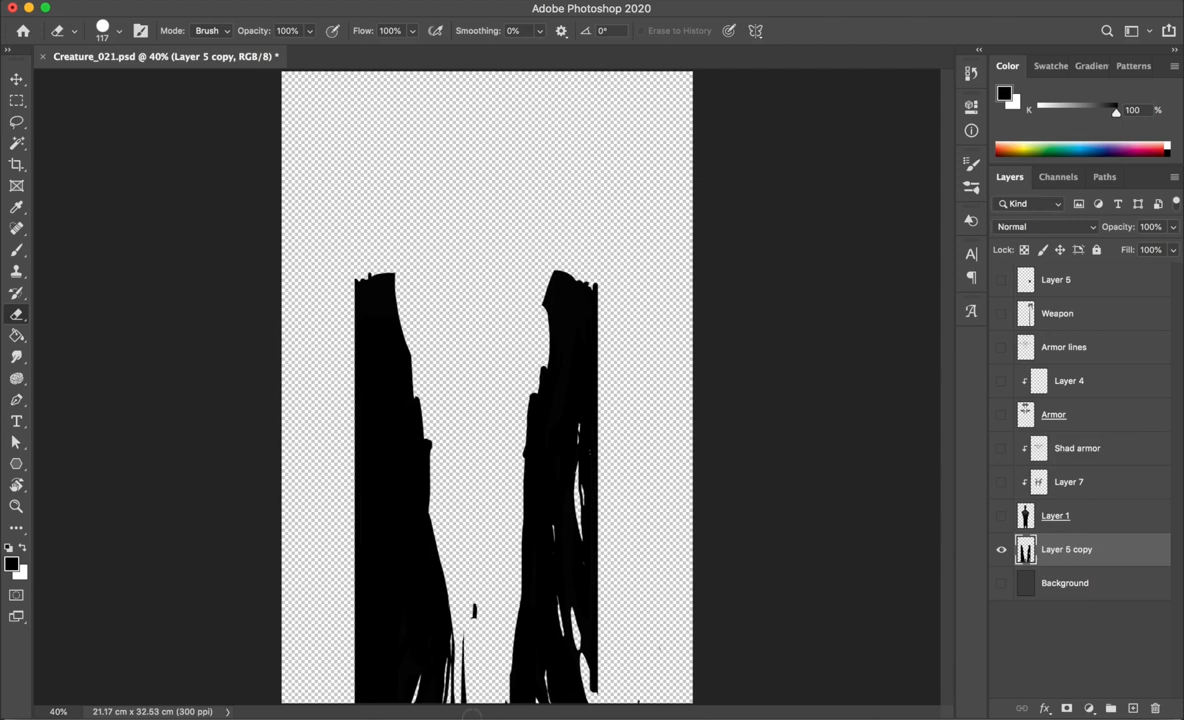 Adobe Photoshop 2020
117
Mode: Brush Opacity: 100% Flow: 100% Smoothing: 0% 0° Erase to History
Creature_021.psd @ 40% (Layer 5 copy, RGB/8) *
Color Swatche Gradien Patterns
K 100 %
Layers Channels Paths
Kind
Normal Opacity: 100%
Lock: Fill: 100%
Layer 5
Weapon
Armor lines
Layer 4
Armor
Shad armor
Layer 7
Layer 1
Layer 5 copy
Background
40% 21.17 cm x 32.53 cm (300 ppi)